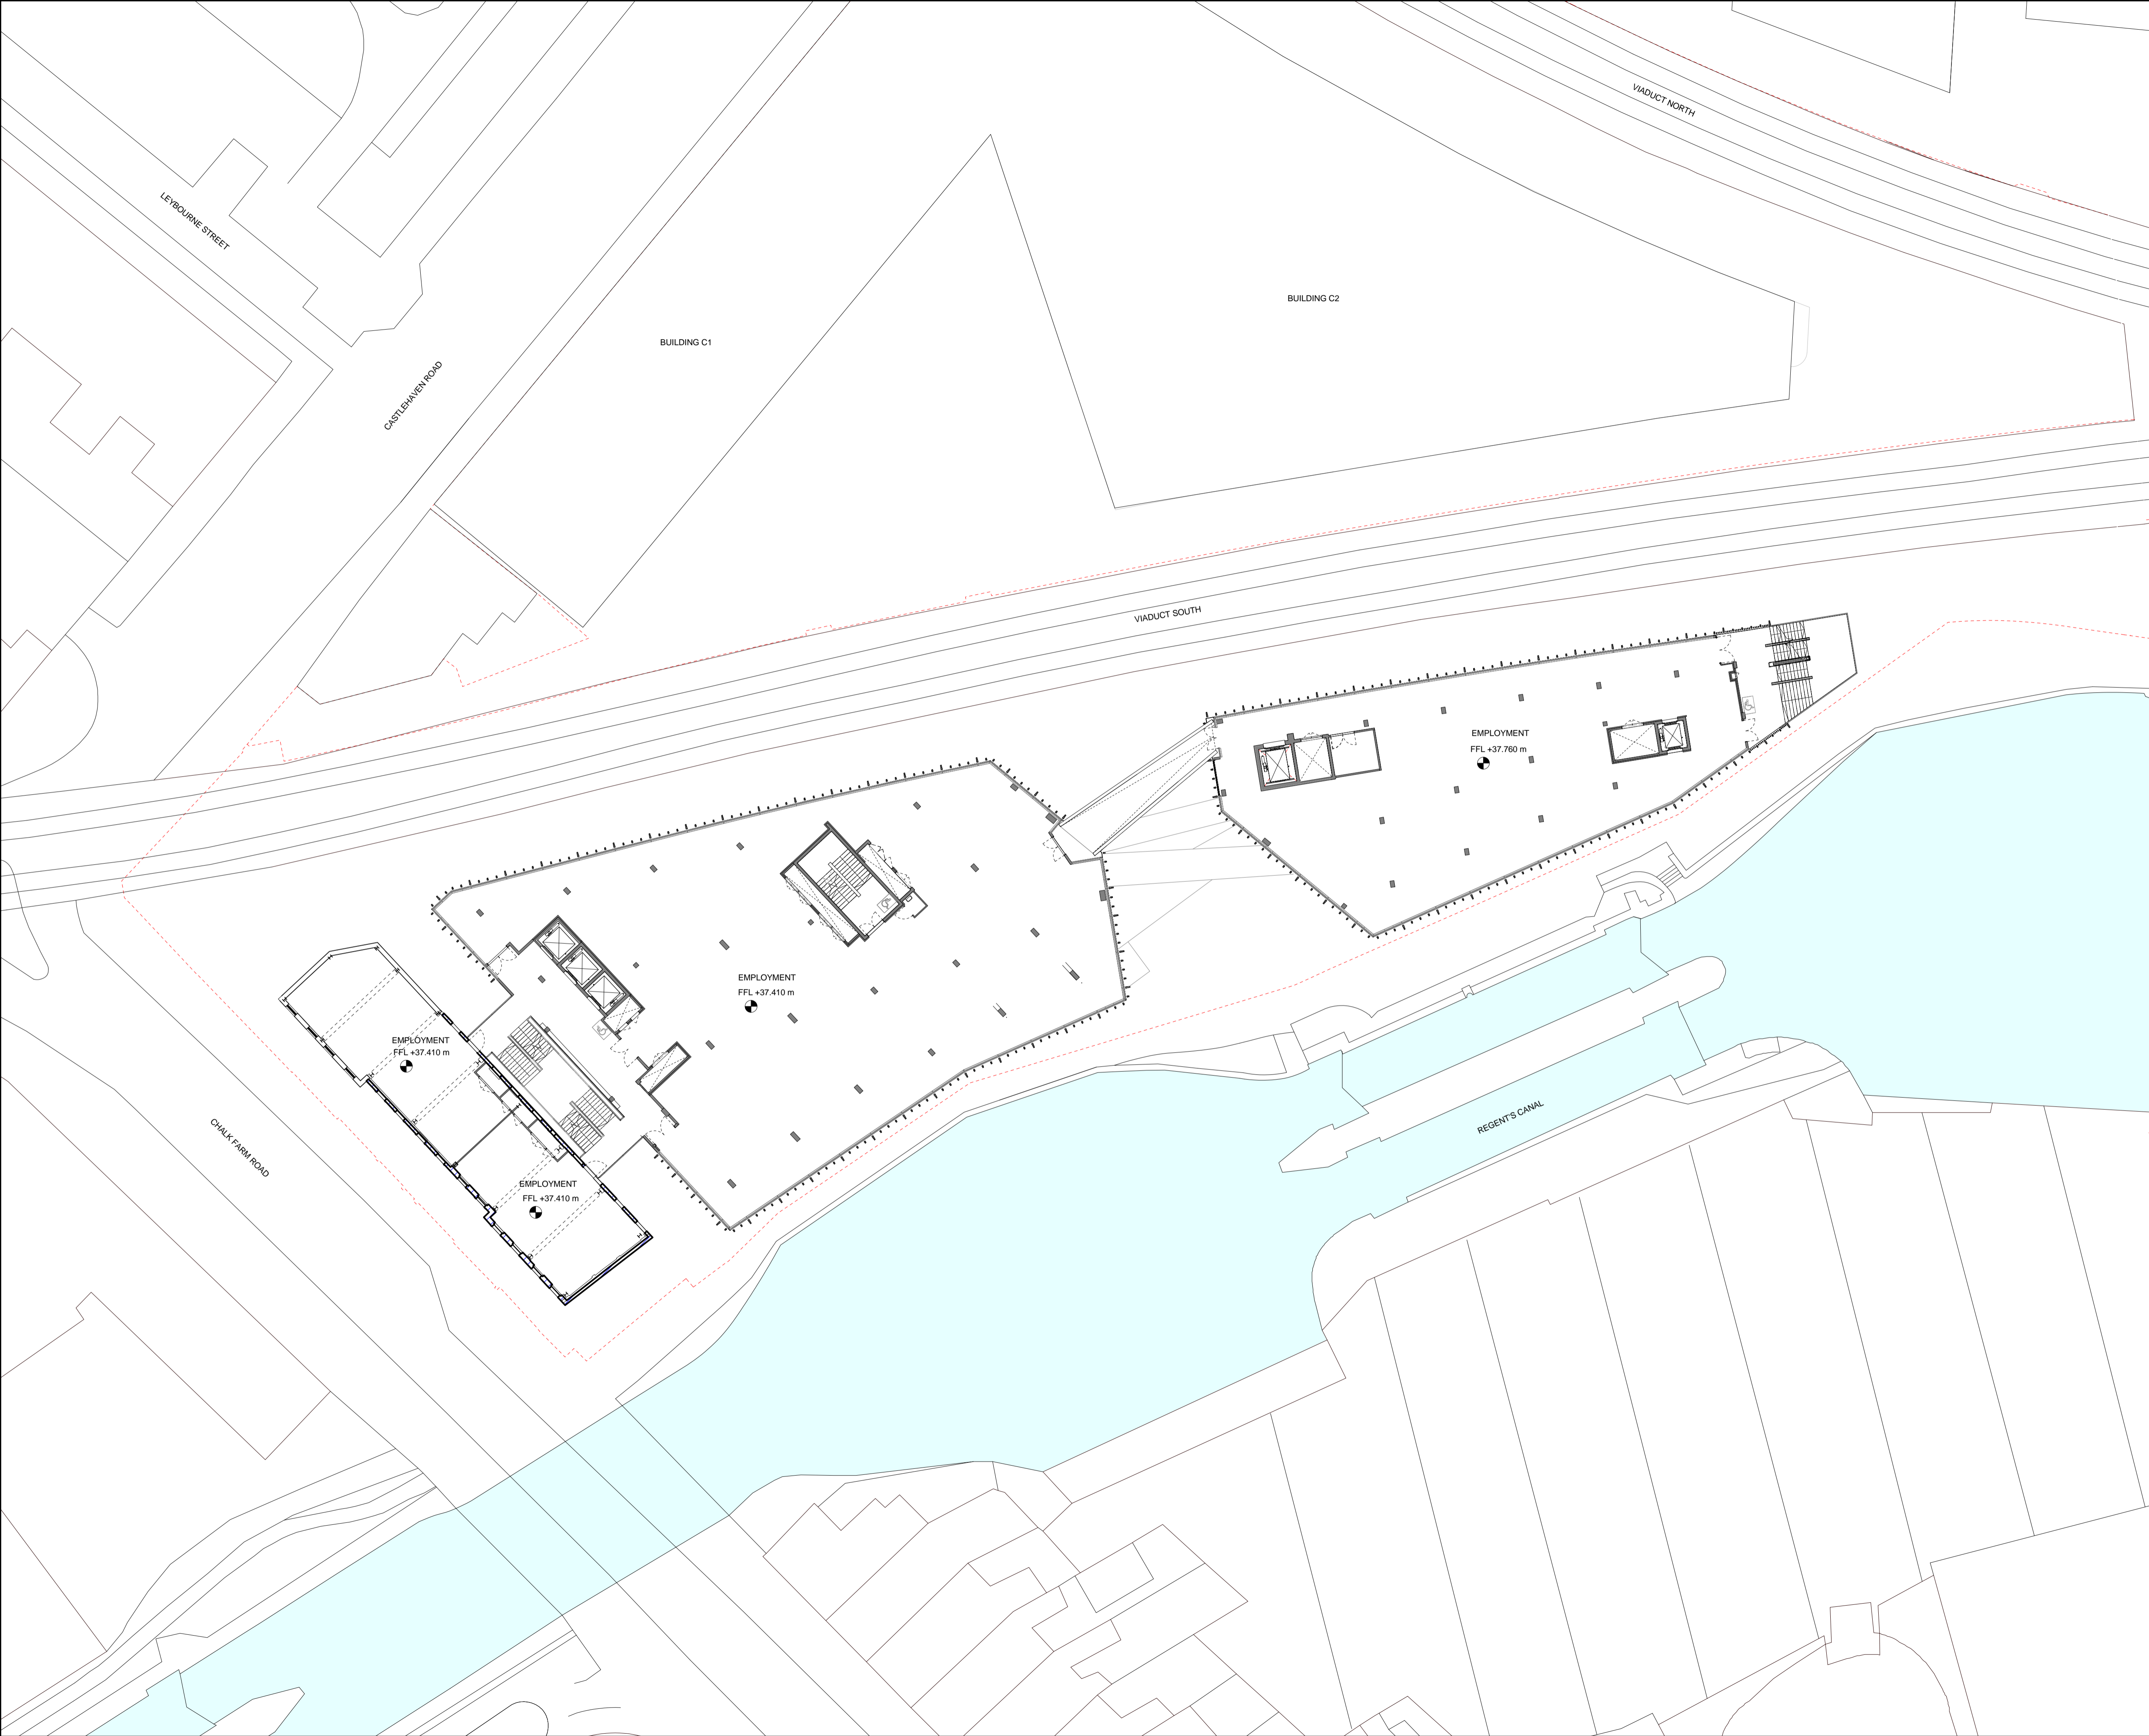 VIADUCT NORTH
LEYBOURNE STREET
BUILDING C2
BUILDING C1
CASTLEHAVEN ROAD
VIADUCT SOUTH
EMPLOYMENT
FFL +37.760 m
EMPLOYMENT
FFL +37.410 m
EMPLOYMENT
FFL +37.410 m
REGENT'S CANAL
CHALK FARM ROAD
EMPLOYMENT
FFL +37.410 m